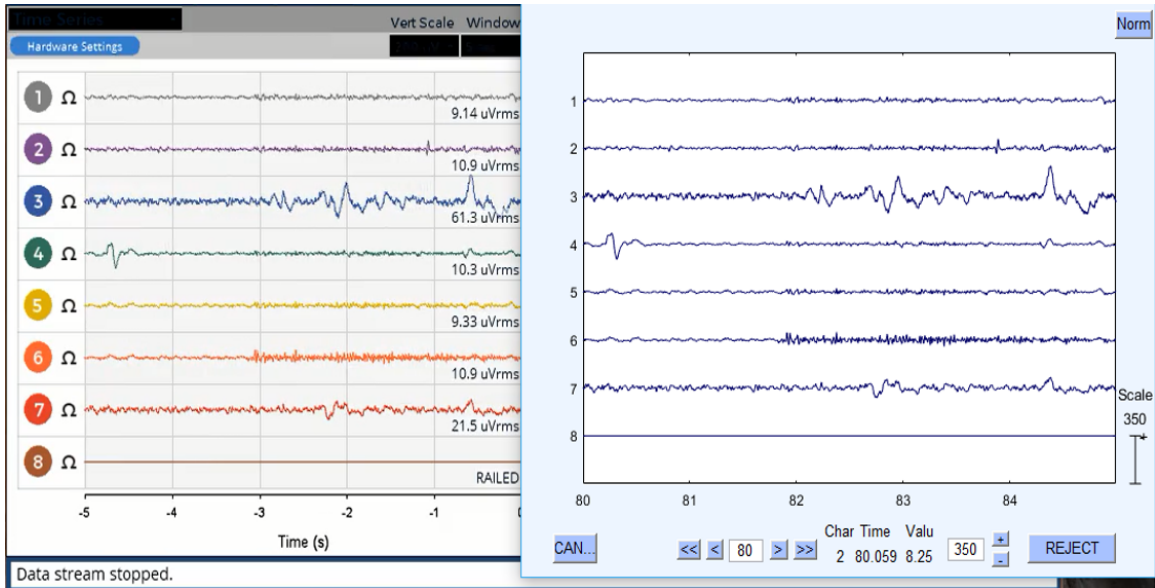 Time Series
Vert Scale Window
Hardware Settings
1 Ω
9.14 uVrms
2 Ω
10.9 uVrms
3 Ω
61.3 uVrms
4 Ω
10.3 uVrms
5 Ω
9.33 uVrms
6 Ω
10.9 uVrms
7 Ω
21.5 uVrms
8 Ω
RAILED
-5 -4 -3 -2 -1
Time (s)
Data stream stopped.
Norm
1
2
3
4
5
6
7
8
Scale
350
+
80 81 82 83 84
Char Time Valu
CAN... << < 80 > >> 2 80.059 8.25 350 + - REJECT